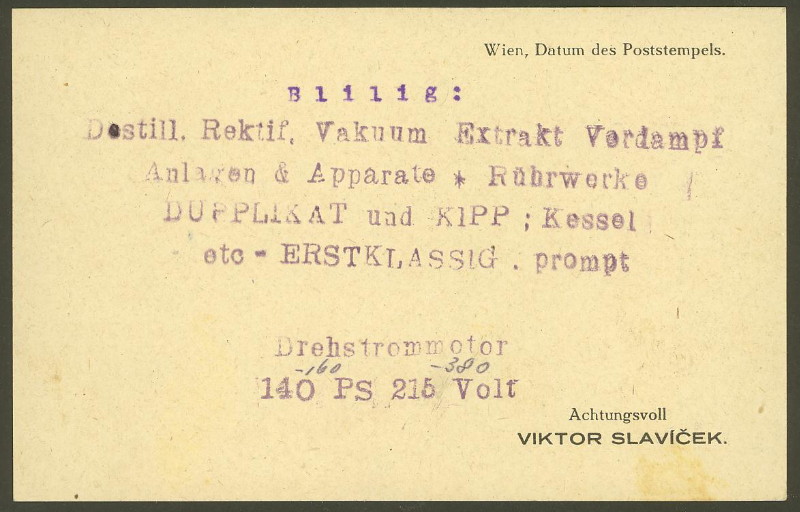 Wien, Datum des Poststempels.
Blilig:
Destill. Rektif. Vakuum Extrakt Verdampf
Anlagen & Apparate * Rührwerke
DUPPLIKAT und KIPP ; Kessel
etc - ERSTKLASSIG . prompt
Drehstrommotor
-160 -380
140 PS 215 Volt
Achtungsvoll
VIKTOR SLAVÍČEK.